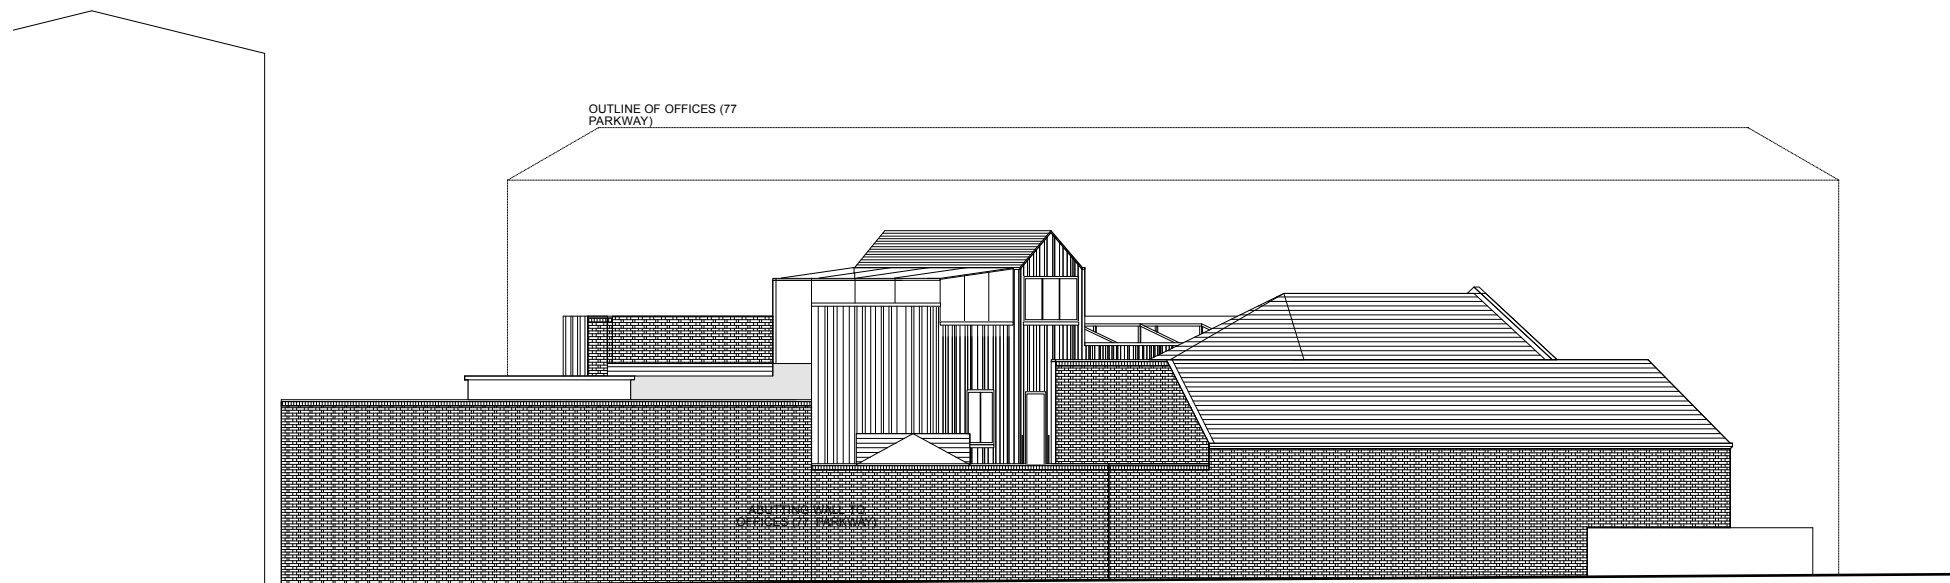 OUTLINE OF OFFICES (77
PARKWAY)
ABUTTING WALL TO
OFFICES (77 PARKWAY)